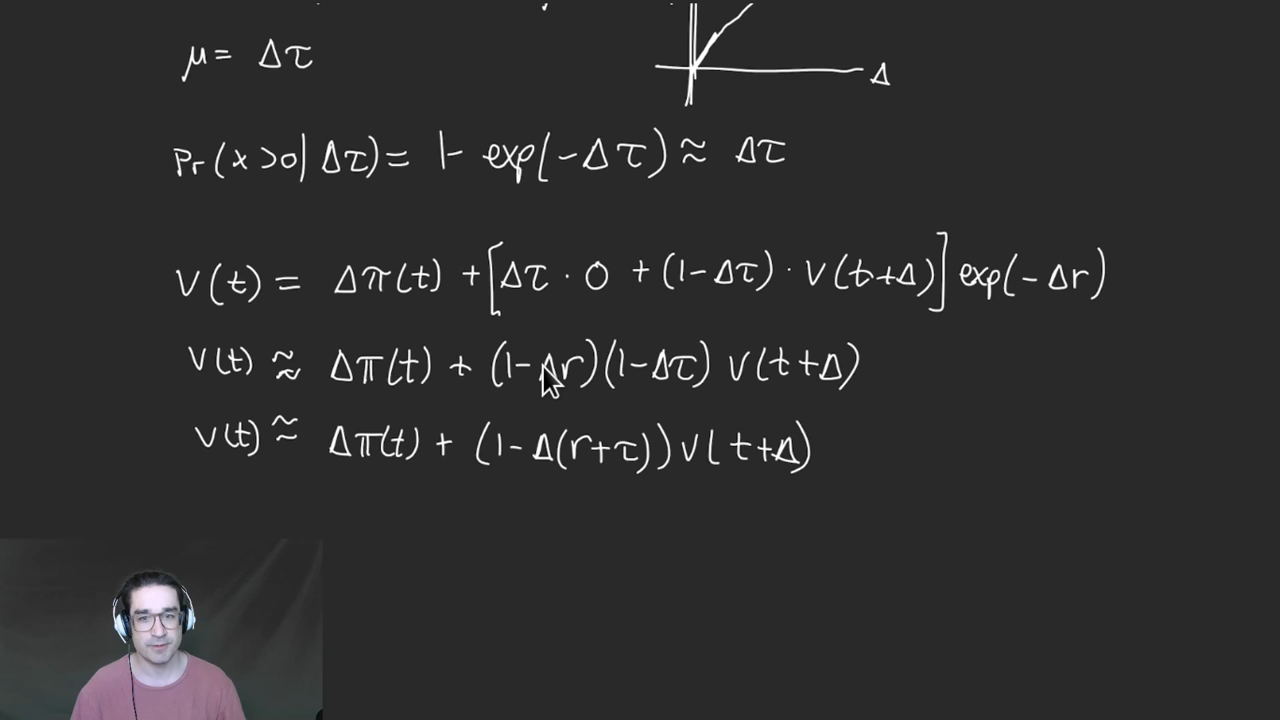 μ= Δτ
Δ
Pr(x>0|Δτ)= 1- exp(-Δτ)≈ Δτ
V(t)= Δπ(t) +[Δτ · 0 +(1-Δτ)· V(t+Δ)]exp(-Δr)
V(t) ≈ Δπ(t) + (1-Δr)(1-Δτ) V(t+Δ)
V(t) ≈ Δπ(t) + (1-Δ(r+τ))V(t+Δ)